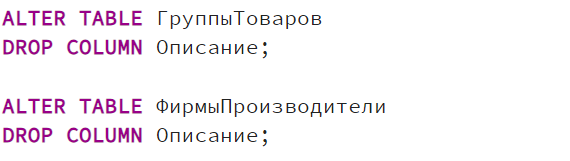 ALTER TABLE ГруппыТоваров
DROP COLUMN Описание;
ALTER TABLE ФирмыПроизводители
DROP COLUMN Описание;